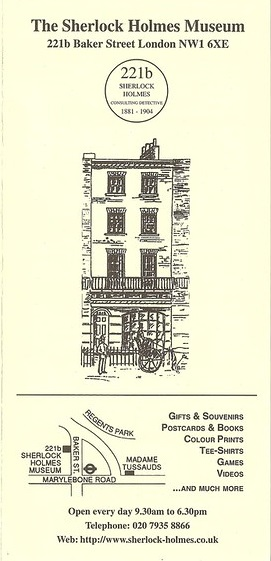 The Sherlock Holmes Museum
221b Baker Street London NW1 6XE
221b
SHERLOCK
HOLMES
CONSULTING DETECTIVE
1881 - 1904
REGENTS PARK
221b
SHERLOCK
HOLMES
MUSEUM
BAKER ST.
MADAME
TUSSAUDS
MARYLEBONE ROAD
GIFTS & SOUVENIRS
POSTCARDS & BOOKS
COLOUR PRINTS
TEE-SHIRTS
GAMES
VIDEOS
...AND MUCH MORE
Open every day 9.30am to 6.30pm
Telephone: 020 7935 8866
Web: http://www.sherlock-holmes.co.uk